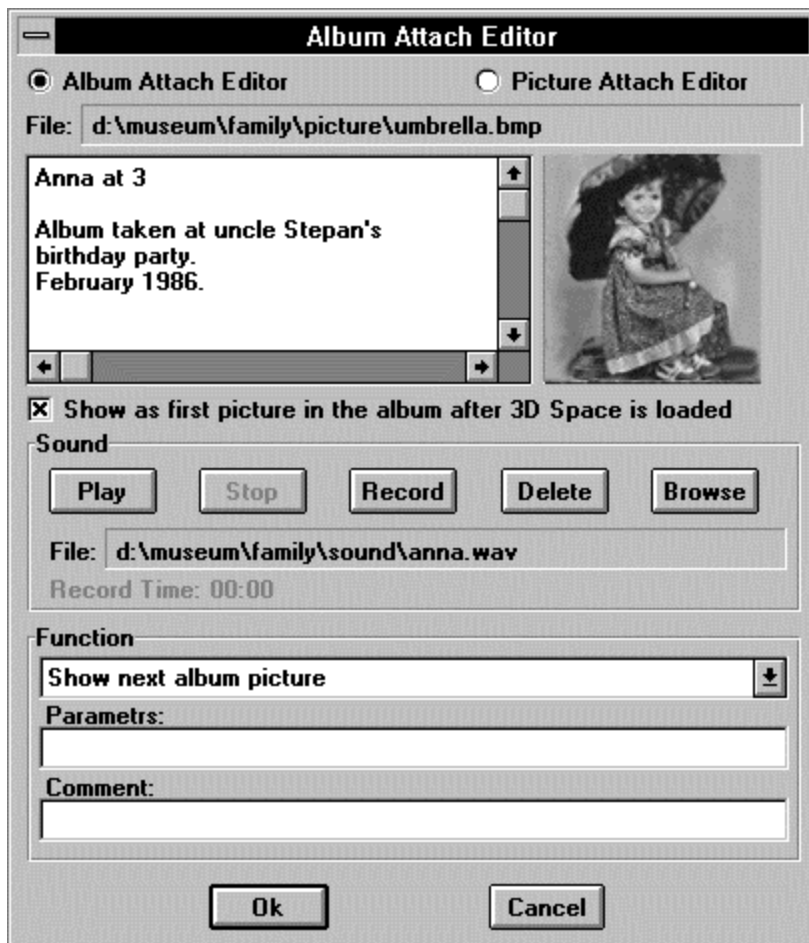 Album Attach Editor
Album Attach Editor Picture Attach Editor
File: d:\museum\family\picture\umbrella.bmp
Anna at 3
Album taken at uncle Stepan's
birthday party.
February 1986.
Show as first picture in the album after 3D Space is loaded
Sound
Play Stop Record Delete Browse
File: d:\museum\family\sound\anna.wav
Record Time: 00:00
Function
Show next album picture
Parametrs:
Comment:
Ok Cancel